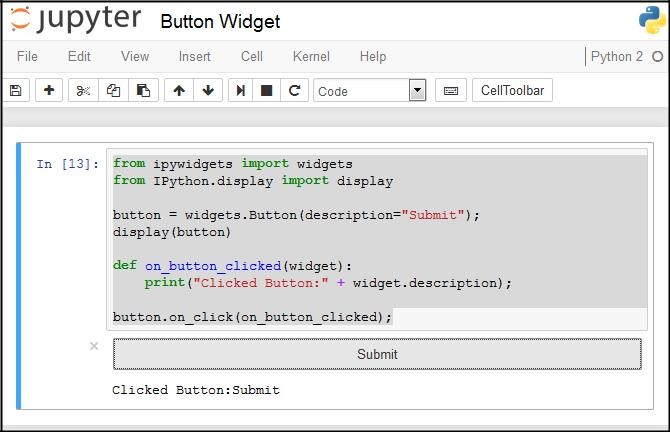 jupyter Button Widget
File Edit View Insert Cell Kernel Help Python 2
Code CellToolbar
In [13]: from ipywidgets import widgets
from IPython.display import display
button = widgets.Button(description="Submit");
display(button)
def on_button_clicked(widget):
    print("Clicked Button:" + widget.description);
button.on_click(on_button_clicked);
Submit
Clicked Button:Submit